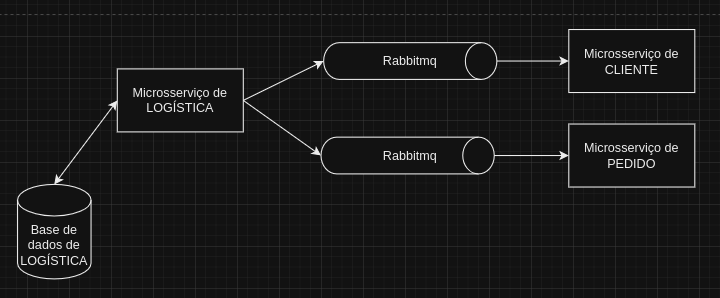 Microsserviço de
LOGÍSTICA
Rabbitmq
Microsserviço de
CLIENTE
Rabbitmq
Microsserviço de
PEDIDO
Base de
dados de
LOGÍSTICA